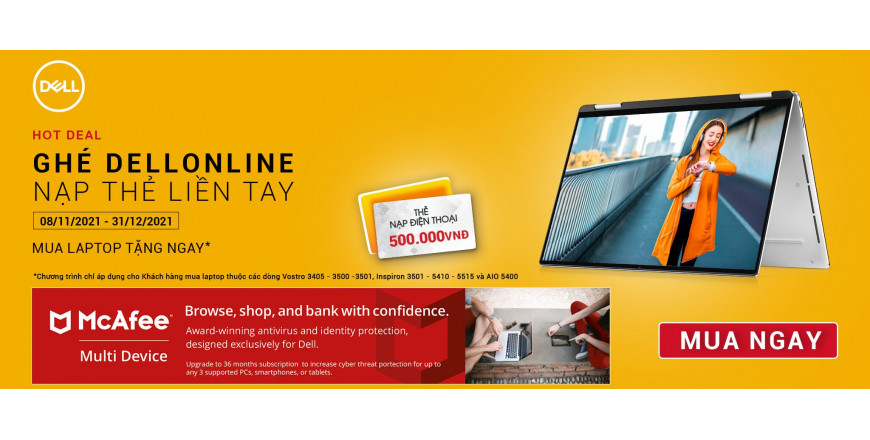 DELL
HOT DEAL
GHÉ DELLONLINE
NẠP THẺ LIỀN TAY
08/11/2021 - 31/12/2021
MUA LAPTOP TẶNG NGAY*
THẺ
NẠP ĐIỆN THOẠI
500.000VNĐ
*Chương trình chỉ áp dụng cho Khách hàng mua laptop thuộc các dòng Vostro 3405 - 3500 -3501, Inspiron 3501 - 5410 - 5515 và AIO 5400
McAfee™
Multi Device
Browse, shop, and bank with confidence.
Award-winning antivirus and identity protection,
designed exclusively for Dell.
Upgrade to 36 months subscription to increase cyber threat portection for up to
any 3 supported PCs, smartphones, or tablets.
MUA NGAY